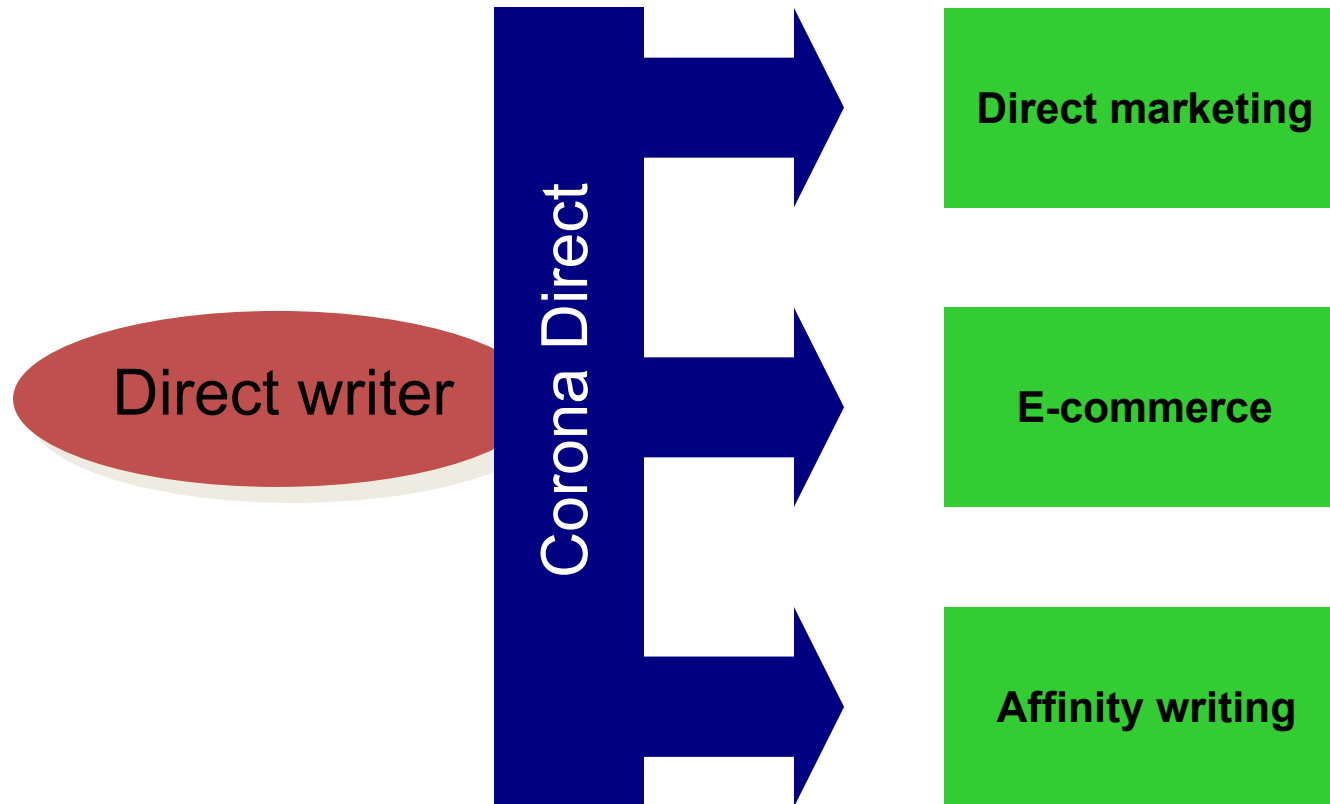 Direct writer
Corona Direct
Direct marketing
E-commerce
Affinity writing